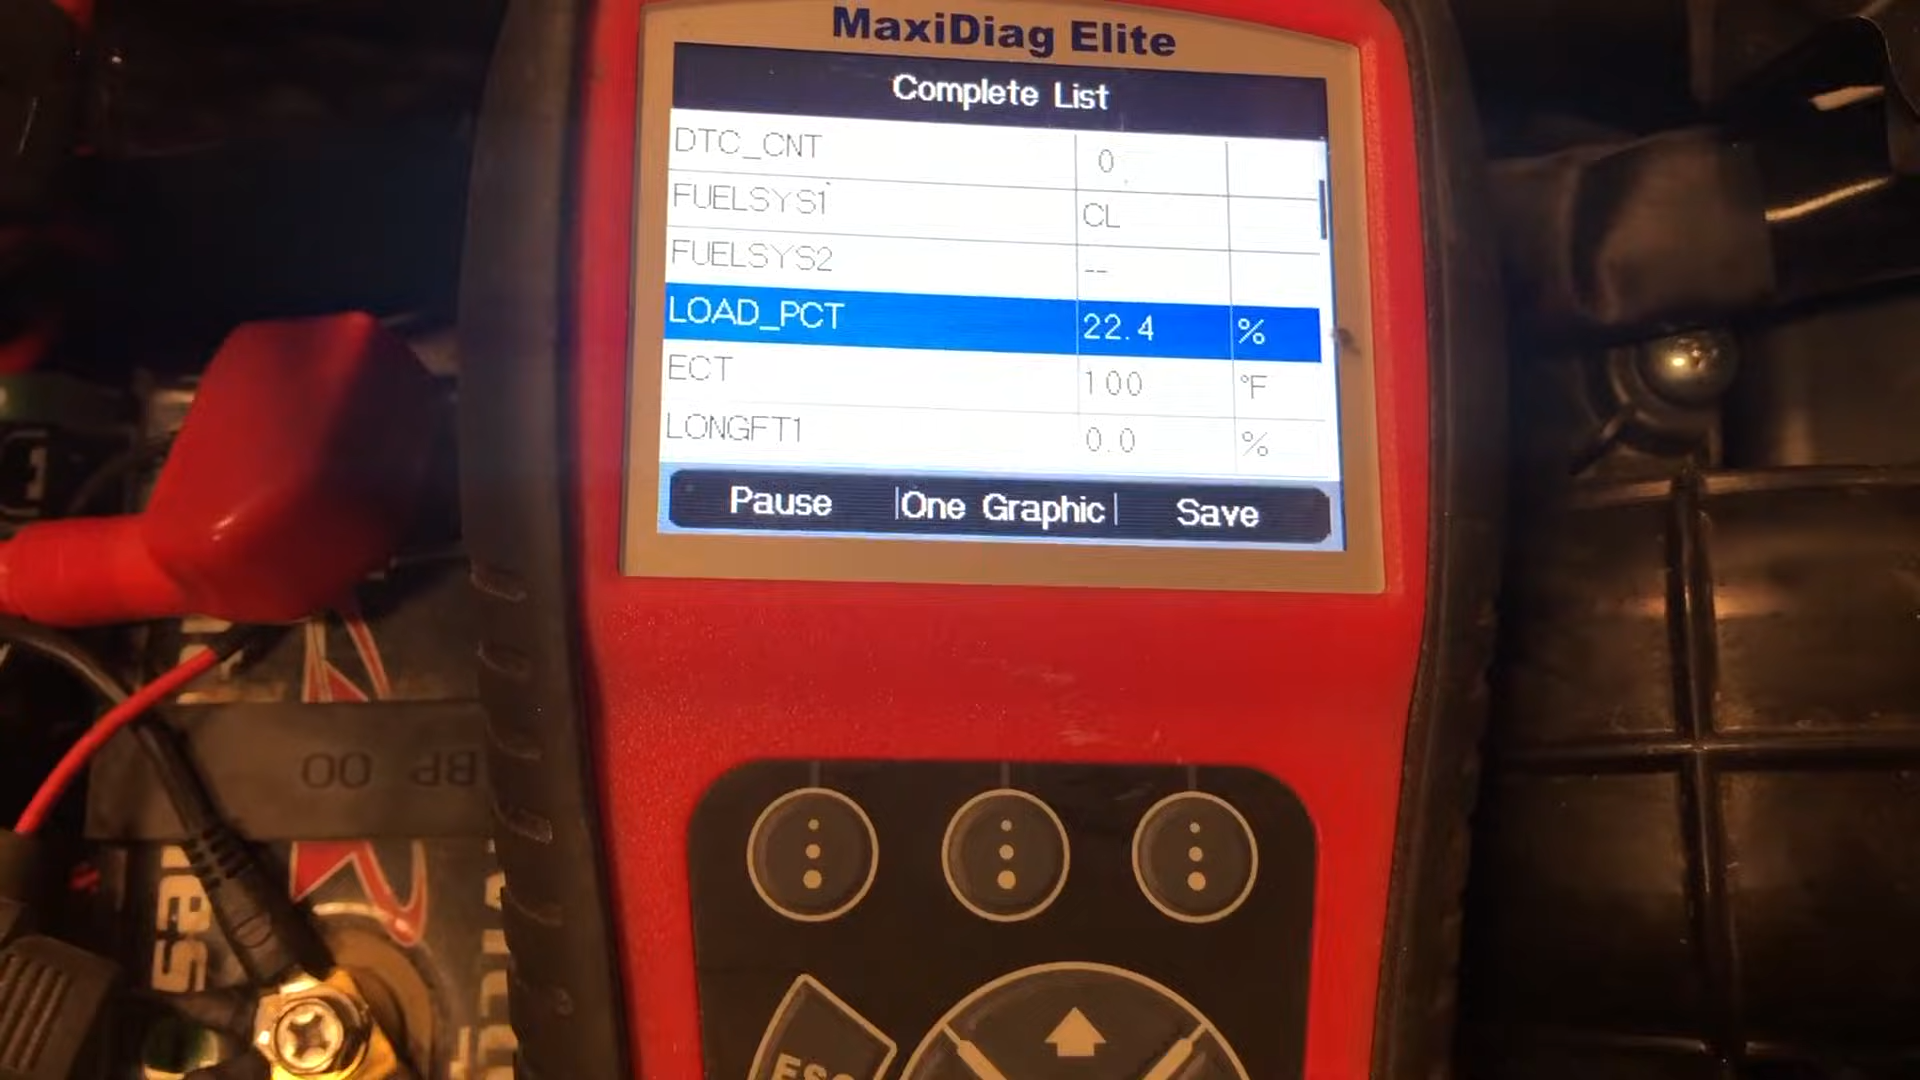 MaxiDiag Elite
Complete List
DTC_CNT 0
FUELSYS1 CL
FUELSYS2 --
LOAD_PCT 22.4 %
ECT 100 °F
LONGFT1 0.0 %
Pause One Graphic Save
BP 00
ESC